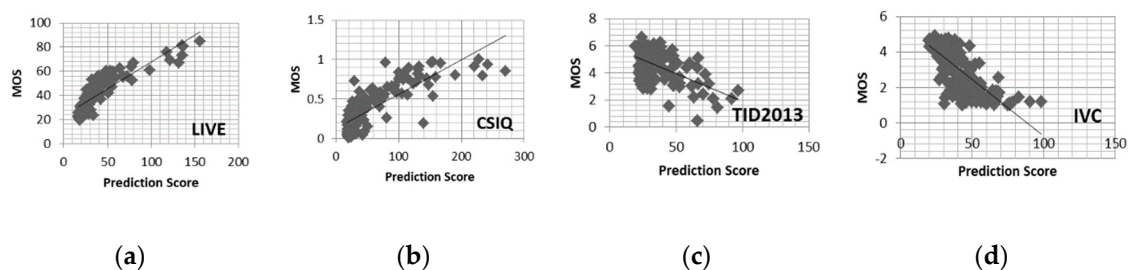 100
80
60
40
20
0
MOS
0 50 100 150 200
Prediction Score
LIVE
1.5
1
0.5
0
MOS
0 100 200 300
Prediction Score
CSIQ
8
6
4
2
0
MOS
0 50 100 150
Prediction Score
TID2013
6
4
2
0
-2
MOS
0 50 100 150
Prediction Score
IVC
(a) (b) (c) (d)